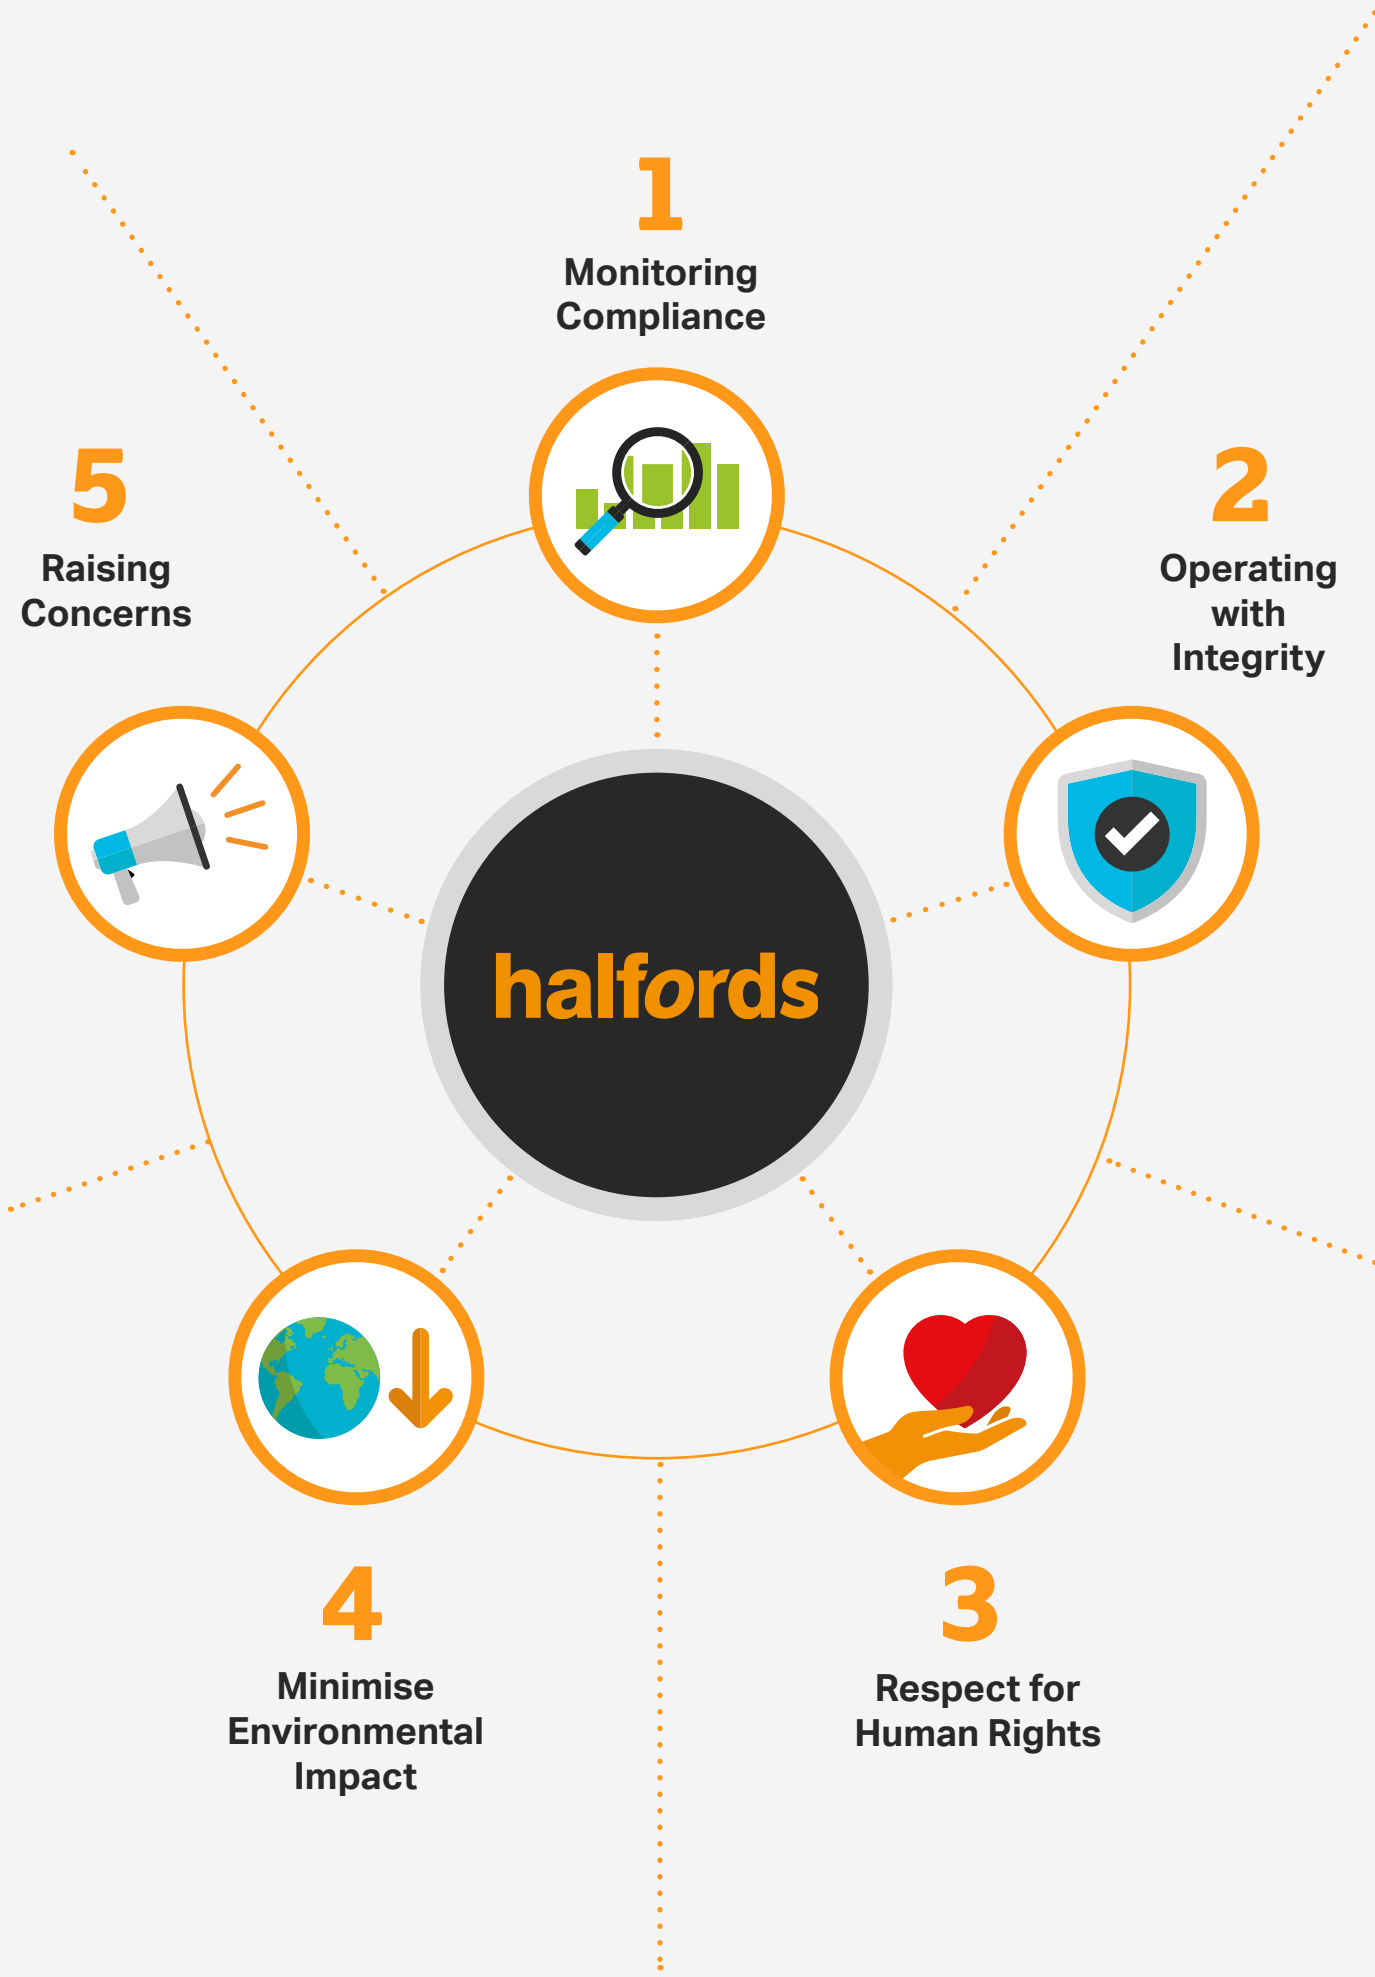 1
Monitoring
Compliance
2
Operating
with
Integrity
3
Respect for
Human Rights
4
Minimise
Environmental
Impact
5
Raising
Concerns
halfords